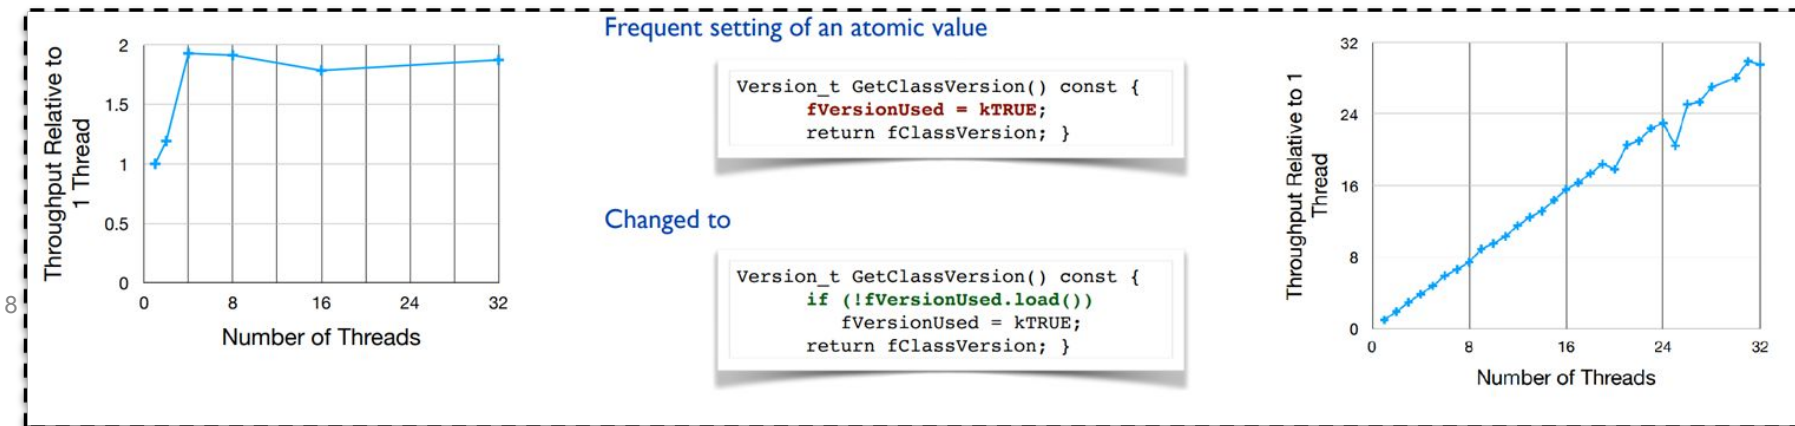 8
Throughput Relative to
1 Thread
2
1.5
1
0.5
0
0 8 16 24 32
Number of Threads
Frequent setting of an atomic value
Version_t GetClassVersion() const {
fVersionUsed = kTRUE;
return fClassVersion; }
Changed to
Version_t GetClassVersion() const {
if (!fVersionUsed.load())
fVersionUsed = kTRUE;
return fClassVersion; }
Throughput Relative to 1
Thread
32
24
16
8
0
0 8 16 24 32
Number of Threads